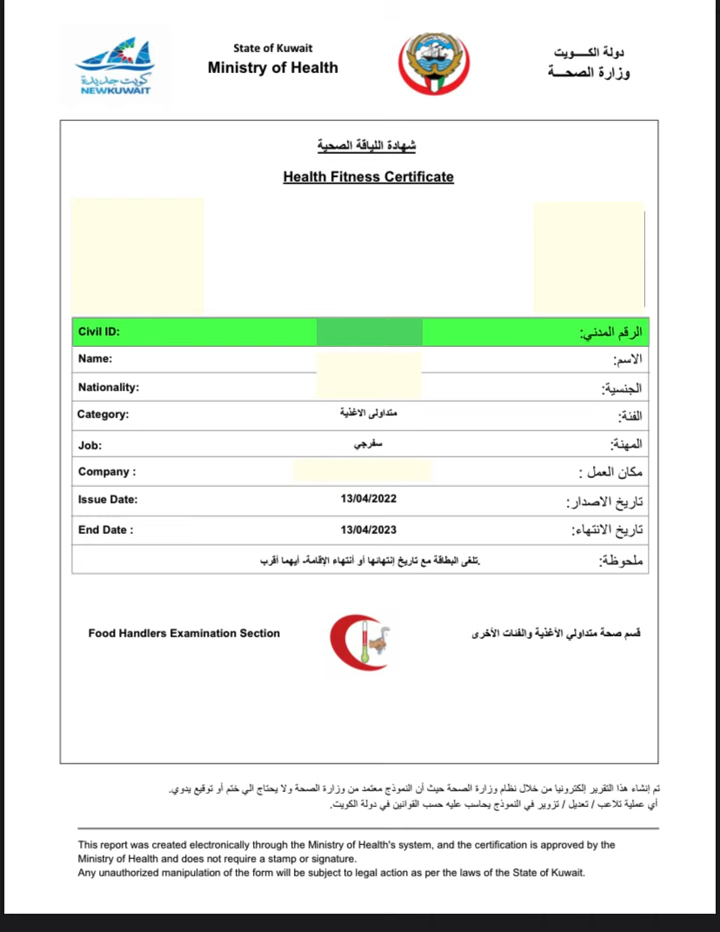 State of Kuwait
Ministry of Health
دولة الكـــويت
وزارة الصحـــة
كويت جديدة
NEWKUWAIT
شهادة اللياقة الصحية
Health Fitness Certificate
Civil ID: الرقم المدني:
Name: الاسم:
Nationality: الجنسية:
Category: متداولى الاغذية الفئة:
Job: سفرجي المهنة:
Company : مكان العمل :
Issue Date: 13/04/2022 تاريخ الاصدار:
End Date : 13/04/2023 تاريخ الانتهاء:
تلغى البطاقة مع تاريخ إنتهائها أو أنتهاء الإقامة- أيهما أقرب. ملحوظة:
Food Handlers Examination Section
قسم صحة متداولي الأغذية والفئات الأخرى
تم إنشاء هذا التقرير إلكترونيا من خلال نظام وزارة الصحة حيث أن النموذج معتمد من وزارة الصحة ولا يحتاج الي ختم أو توقيع يدوي.
أي عملية تلاعب / تعديل / تزوير في النموذج يحاسب عليه حسب القوانين في دولة الكويت.
This report was created electronically through the Ministry of Health's system, and the certification is approved by the
Ministry of Health and does not require a stamp or signature.
Any unauthorized manipulation of the form will be subject to legal action as per the laws of the State of Kuwait.